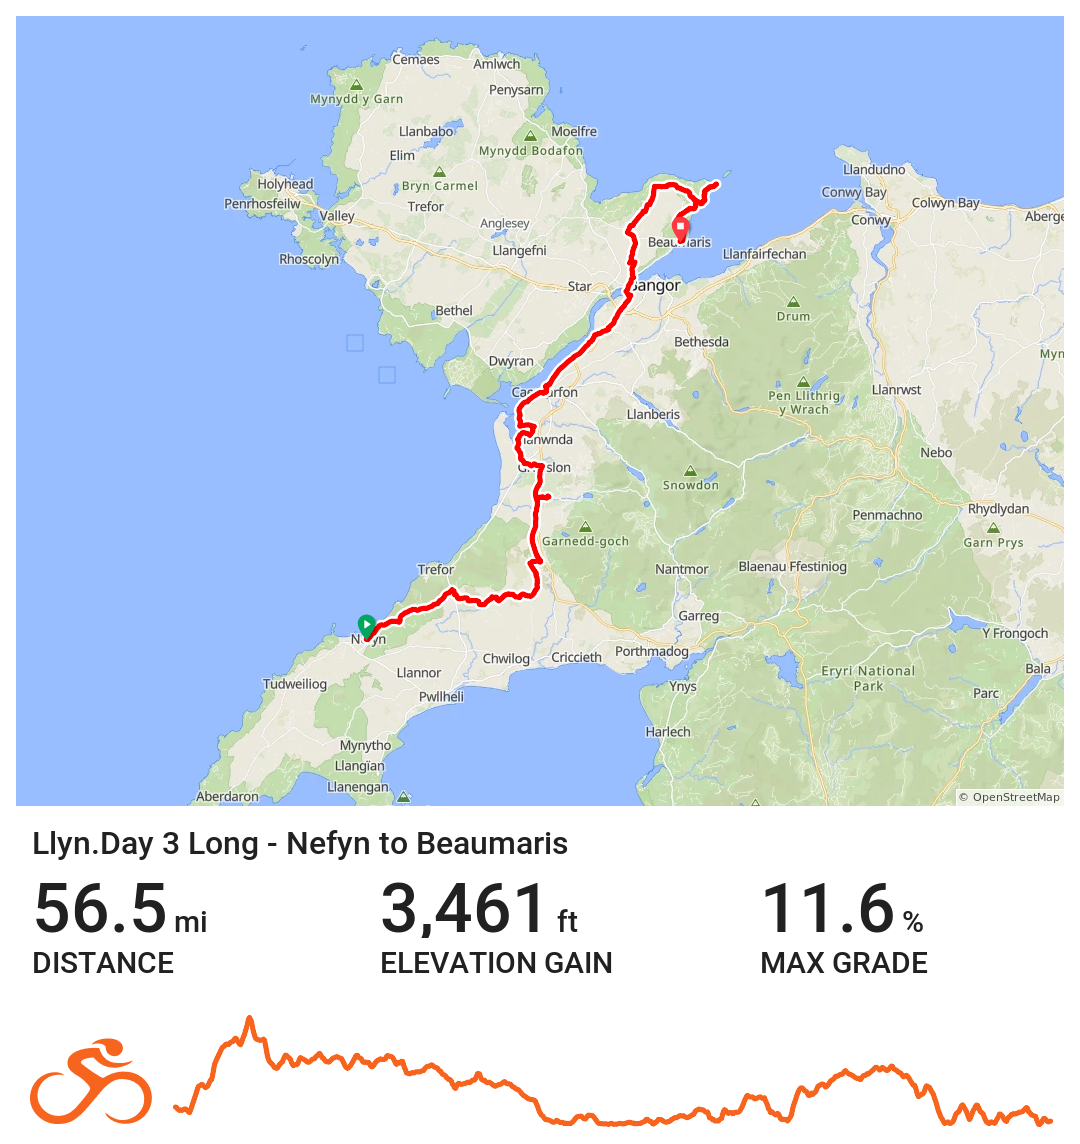 Cemaes
Amlwch
Mynydd y Garn
Penysarn
Llanbabo
Moelfre
Elim
Mynydd Bodafon
Bryn Carmel
Llandudno
Holyhead
Conwy Bay
Penrhosfeilw
Trefor
Colwyn Bay
Valley
Anglesey
Conwy
Aberge
Rhoscolyn
Llangefni
Beaumaris
Llanfairfechan
Star
Bangor
Bethel
Drum
Bethesda
Myn
Dwyran
Pen Llithrig
y Wrach
Llanrwst
Llanberis
Nebo
Snowdon
Rhydlydan
Penmachno
Garnedd-goch
Garn Prys
Trefor
Nantmor
Blaenau Ffestiniog
Garreg
Nefyn
Y Frongoch
Chwilog
Criccieth
Porthmadog
Llannor
Bala
Tudweiliog
Pwllheli
Ynys
Eryri National
Park
Parc
Harlech
Mynytho
Llangïan
Llanengan
Aberdaron
© OpenStreetMap
Llyn.Day 3 Long - Nefyn to Beaumaris
56.5 mi
3,461 ft
11.6 %
DISTANCE
ELEVATION GAIN
MAX GRADE